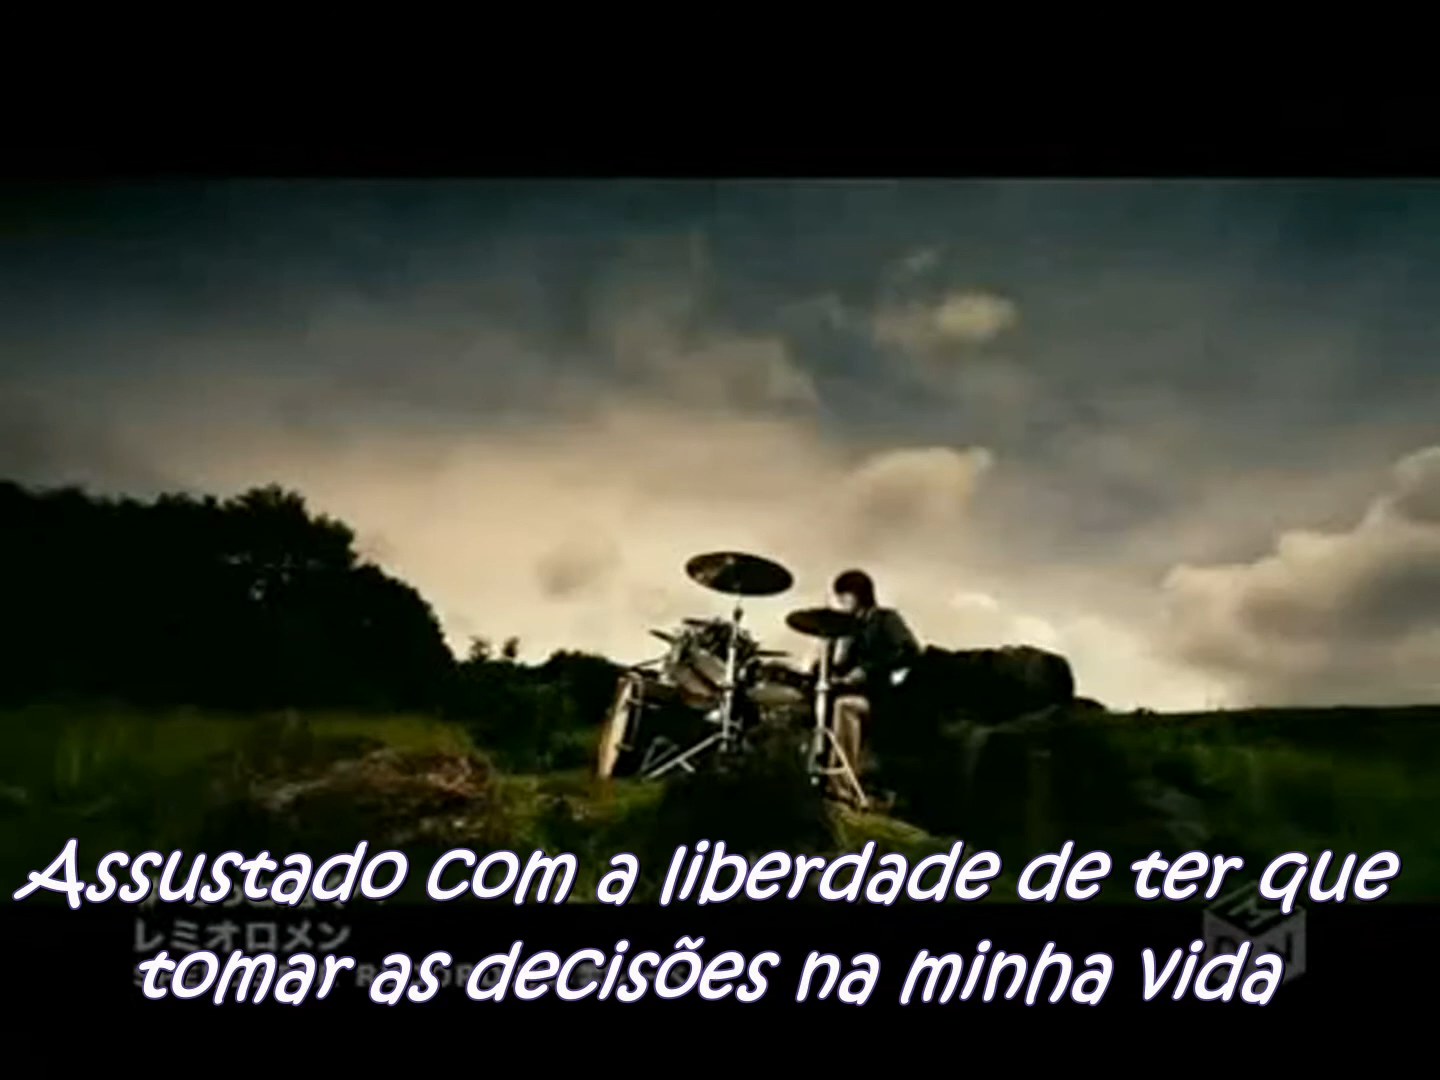 Assustado com a liberdade de ter que
レミオロメン
tomar as decisões na minha vida